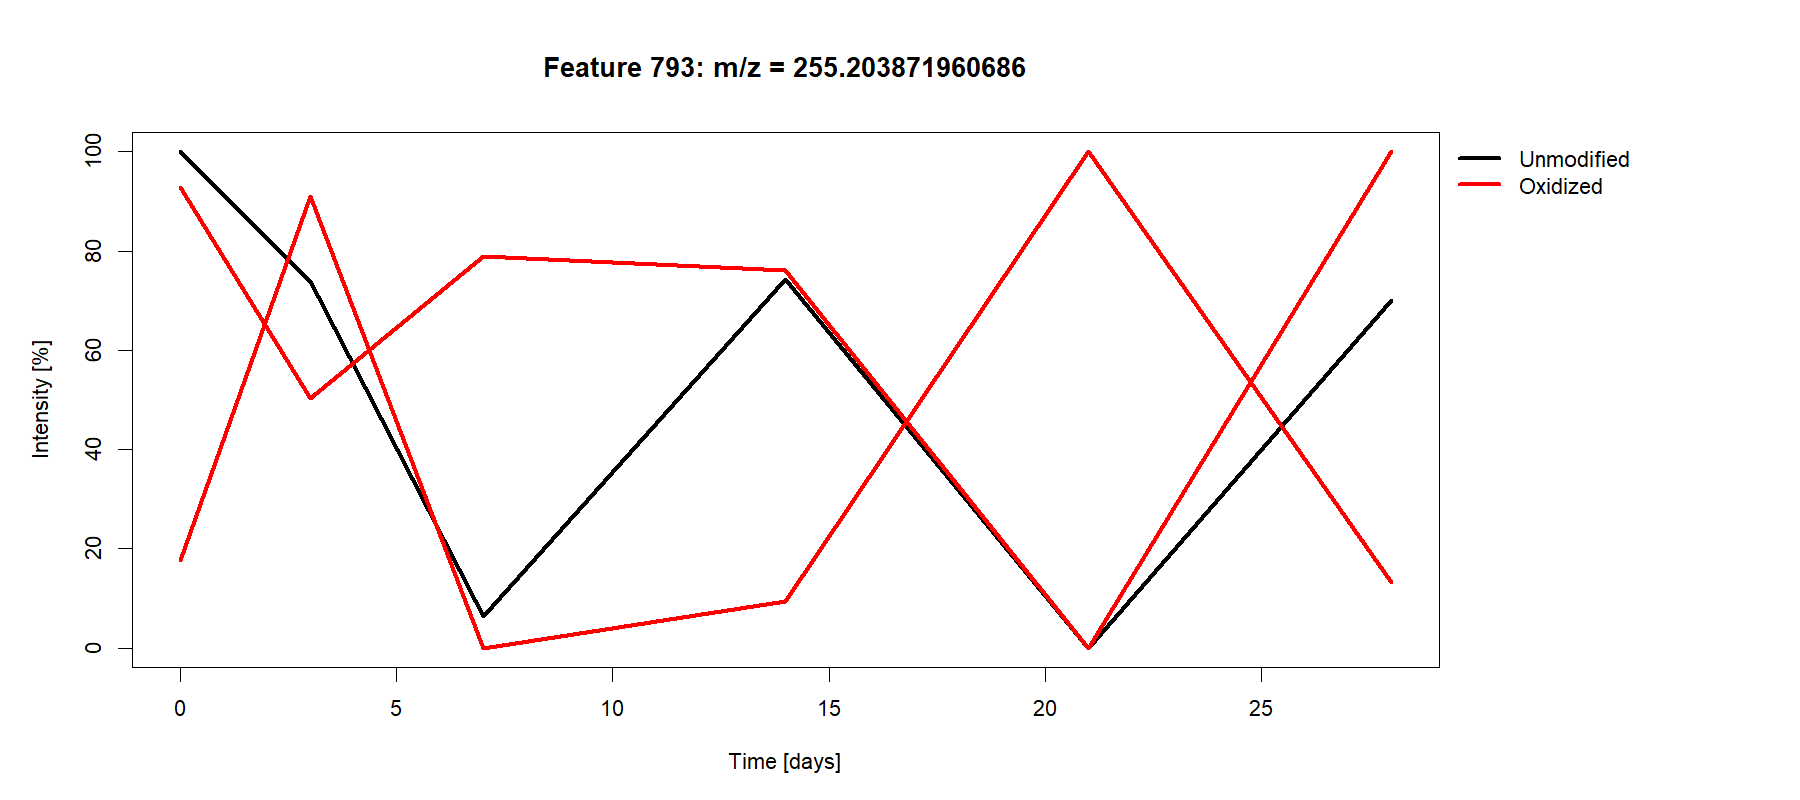 Feature 793: m/z = 255.203871960686
Unmodified
Oxidized
Intensity [%]
100
80
60
40
20
0
0 5 10 15 20 25
Time [days]